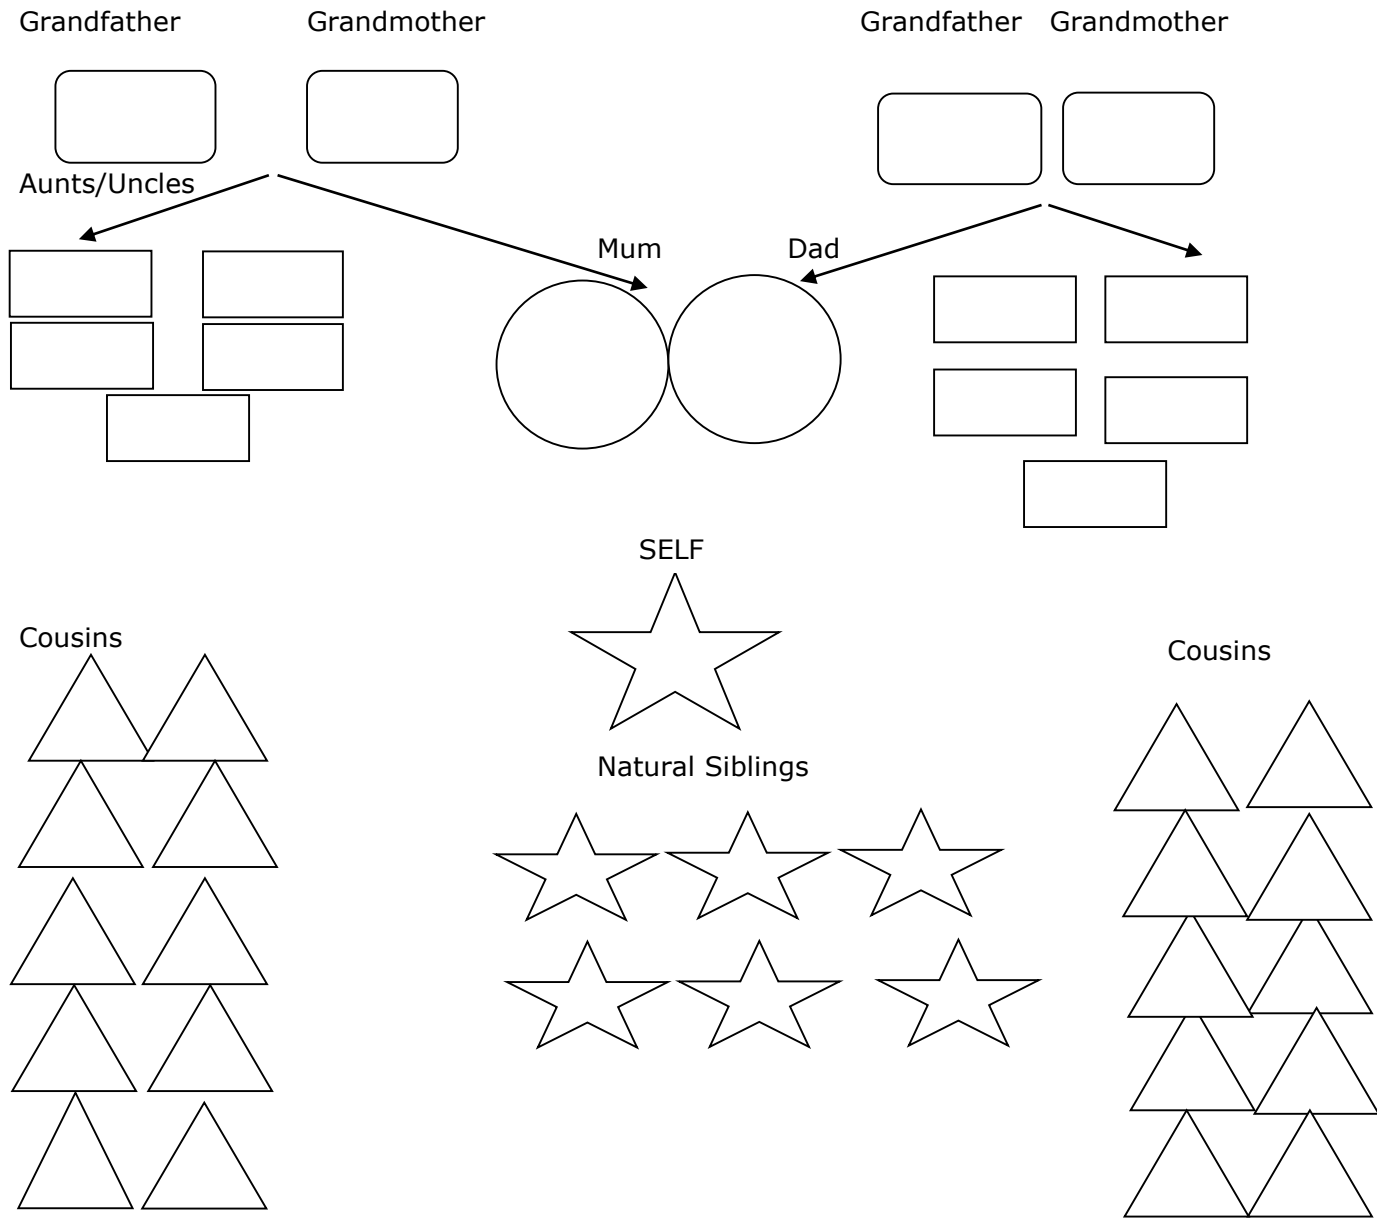 Grandfather
Grandmother
Grandfather
Grandmother
Aunts/Uncles
Mum
Dad
SELF
Cousins
Cousins
Natural Siblings